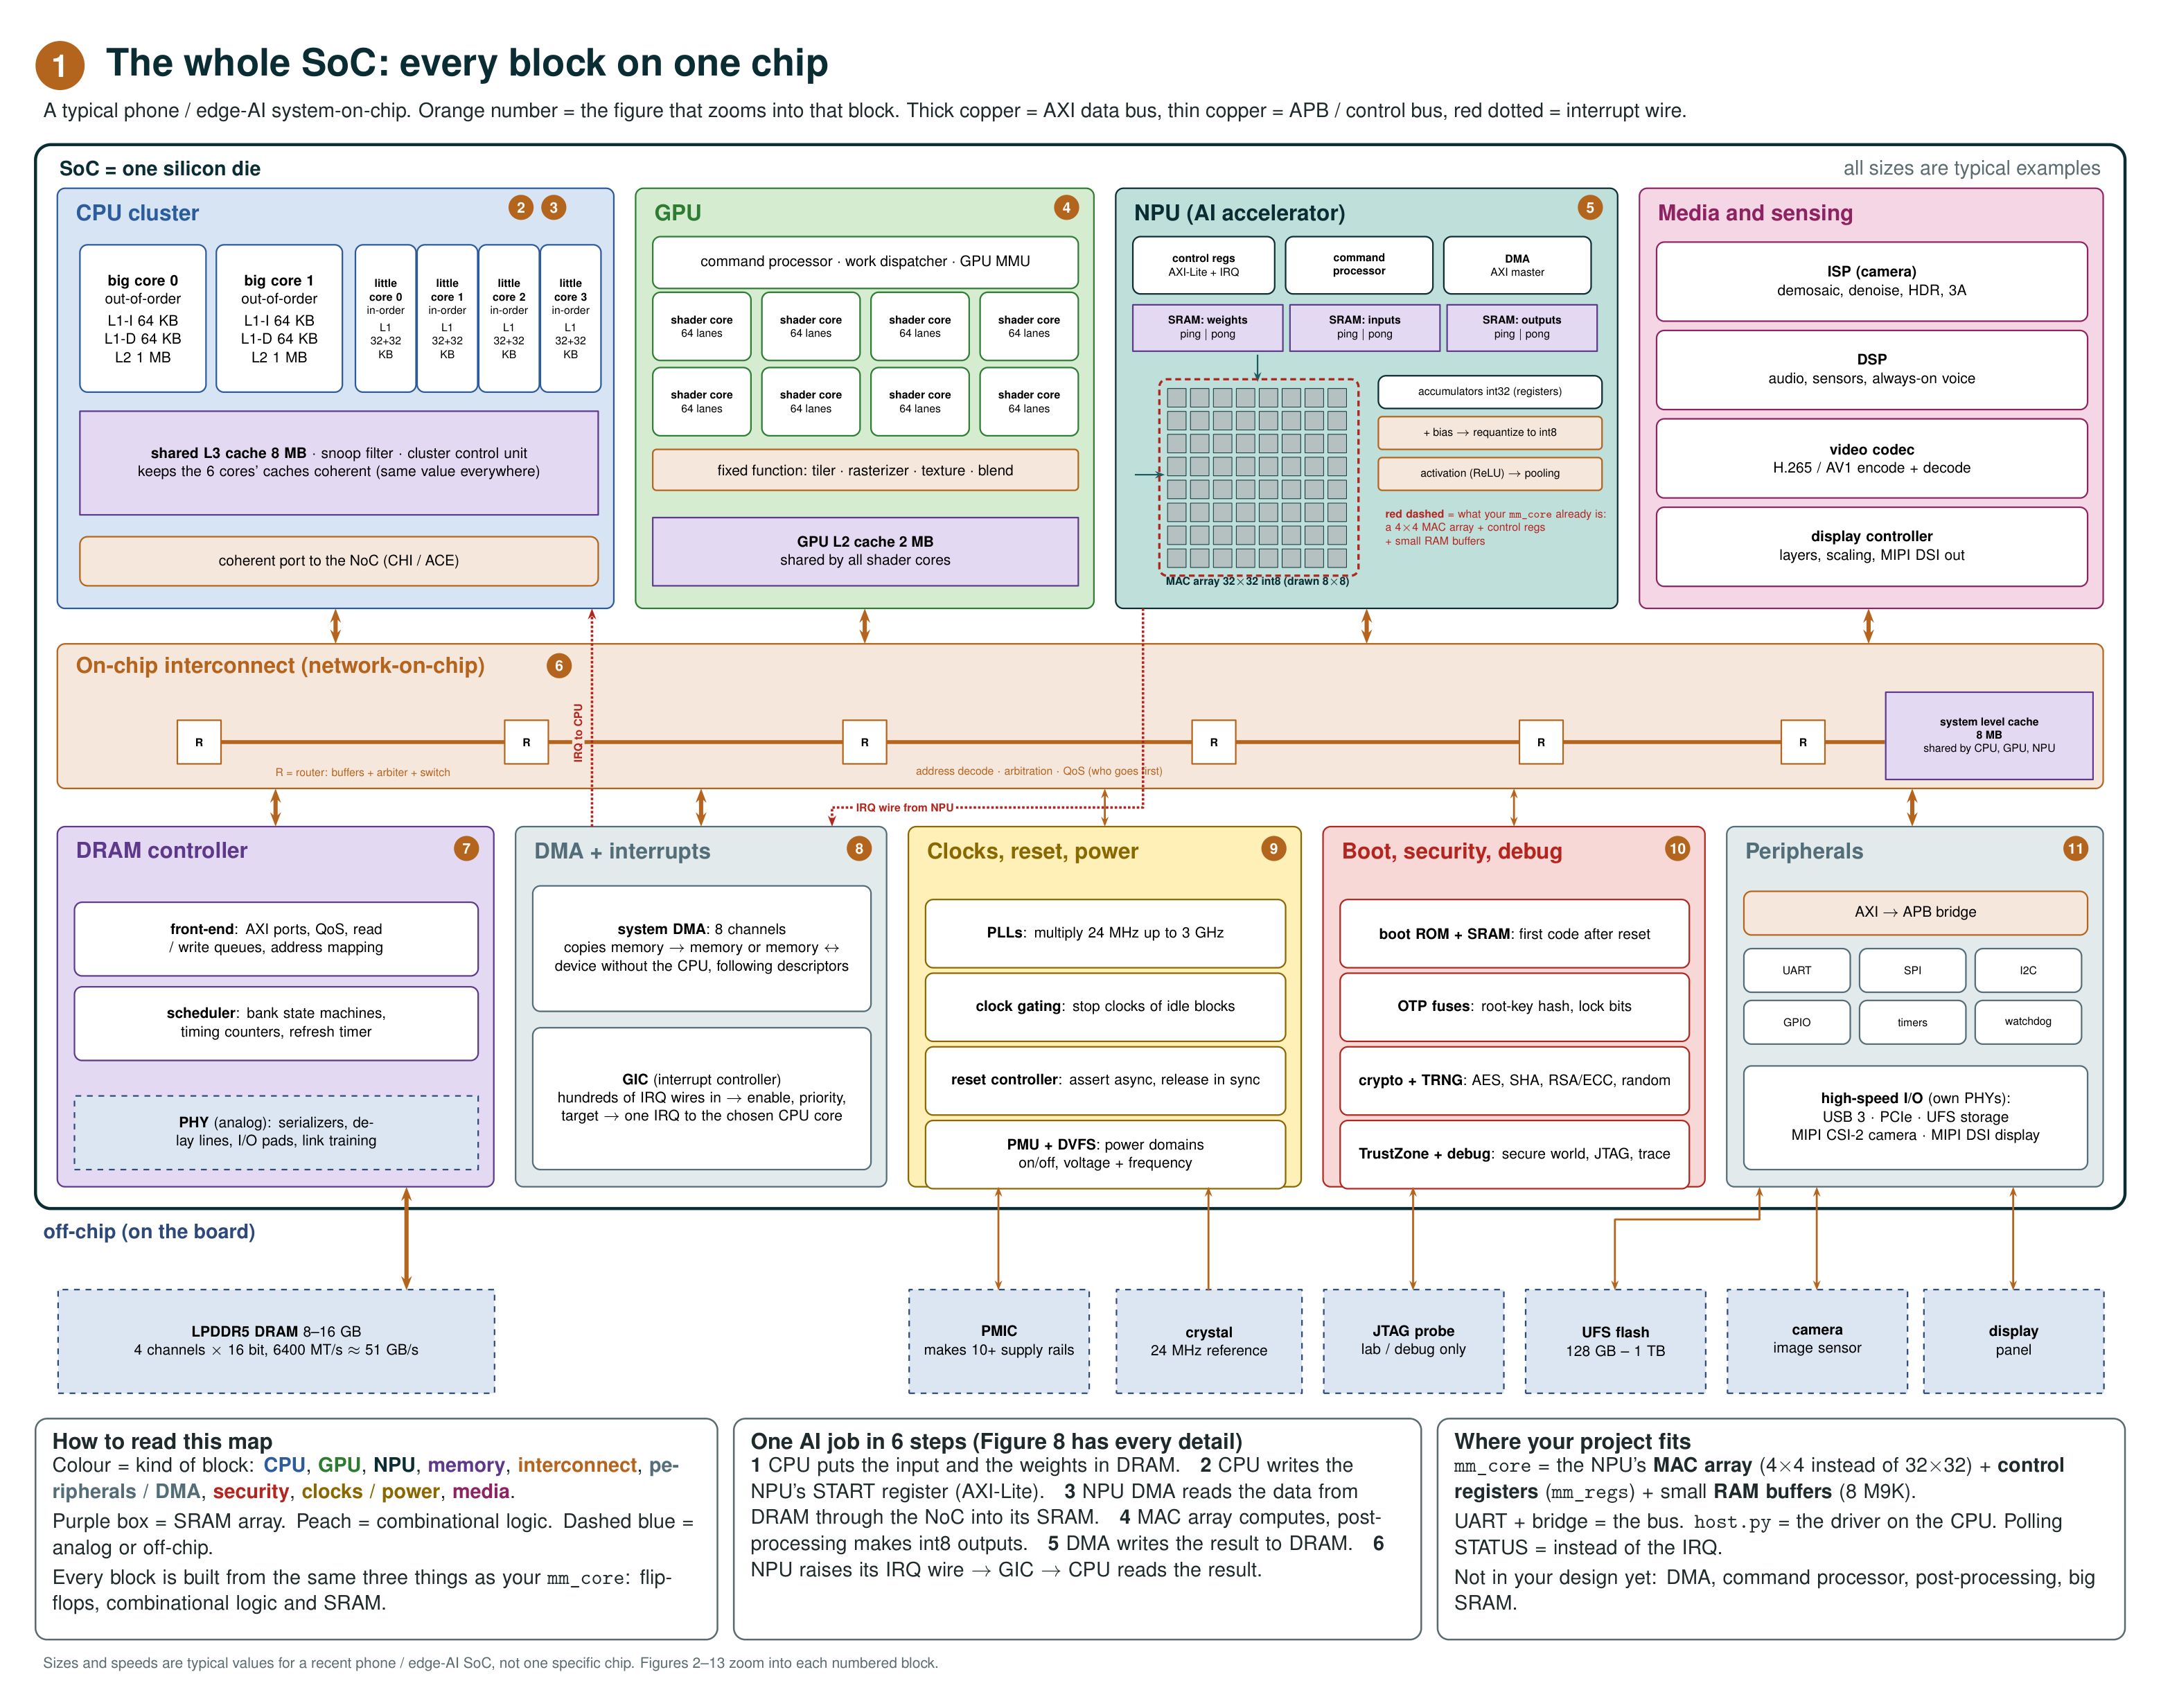 1 The whole SoC: every block on one chip
A typical phone / edge-AI system-on-chip. Orange number = the figure that zooms into that block. Thick copper = AXI data bus, thin copper = APB / control bus, red dotted = interrupt wire.
SoC = one silicon die
all sizes are typical examples
CPU cluster
2 3
big core 0
out-of-order
L1-I 64 KB
L1-D 64 KB
L2 1 MB
big core 1
out-of-order
L1-I 64 KB
L1-D 64 KB
L2 1 MB
little
core 0
in-order
L1
32+32
KB
little
core 1
in-order
L1
32+32
KB
little
core 2
in-order
L1
32+32
KB
little
core 3
in-order
L1
32+32
KB
shared L3 cache 8 MB · snoop filter · cluster control unit
keeps the 6 cores' caches coherent (same value everywhere)
coherent port to the NoC (CHI / ACE)
GPU
4
command processor · work dispatcher · GPU MMU
shader core
64 lanes
shader core
64 lanes
shader core
64 lanes
shader core
64 lanes
shader core
64 lanes
shader core
64 lanes
shader core
64 lanes
shader core
64 lanes
fixed function: tiler · rasterizer · texture · blend
GPU L2 cache 2 MB
shared by all shader cores
NPU (AI accelerator)
5
control regs
AXI-Lite + IRQ
command
processor
DMA
AXI master
SRAM: weights
ping | pong
SRAM: inputs
ping | pong
SRAM: outputs
ping | pong
accumulators int32 (registers)
+ bias → requantize to int8
activation (ReLU) → pooling
red dashed = what your mm_core already is:
a 4×4 MAC array + control regs
+ small RAM buffers
MAC array 32×32 int8 (drawn 8×8)
Media and sensing
ISP (camera)
demosaic, denoise, HDR, 3A
DSP
audio, sensors, always-on voice
video codec
H.265 / AV1 encode + decode
display controller
layers, scaling, MIPI DSI out
On-chip interconnect (network-on-chip)
6
IRQ to CPU
R
R
R
R
R
R
R = router: buffers + arbiter + switch
address decode · arbitration · QoS (who goes first)
system level cache
8 MB
shared by CPU, GPU, NPU
IRQ wire from NPU
DRAM controller
7
front-end: AXI ports, QoS, read
/ write queues, address mapping
scheduler: bank state machines,
timing counters, refresh timer
PHY (analog): serializers, de-
lay lines, I/O pads, link training
DMA + interrupts
8
system DMA: 8 channels
copies memory → memory or memory ↔
device without the CPU, following descriptors
GIC (interrupt controller)
hundreds of IRQ wires in → enable, priority,
target → one IRQ to the chosen CPU core
Clocks, reset, power
9
PLLs: multiply 24 MHz up to 3 GHz
clock gating: stop clocks of idle blocks
reset controller: assert async, release in sync
PMU + DVFS: power domains
on/off, voltage + frequency
Boot, security, debug
10
boot ROM + SRAM: first code after reset
OTP fuses: root-key hash, lock bits
crypto + TRNG: AES, SHA, RSA/ECC, random
TrustZone + debug: secure world, JTAG, trace
Peripherals
11
AXI → APB bridge
UART
SPI
I2C
GPIO
timers
watchdog
high-speed I/O (own PHYs):
USB 3 · PCIe · UFS storage
MIPI CSI-2 camera · MIPI DSI display
off-chip (on the board)
LPDDR5 DRAM 8–16 GB
4 channels × 16 bit, 6400 MT/s ≈ 51 GB/s
PMIC
makes 10+ supply rails
crystal
24 MHz reference
JTAG probe
lab / debug only
UFS flash
128 GB – 1 TB
camera
image sensor
display
panel
How to read this map
Colour = kind of block: CPU, GPU, NPU, memory, interconnect, pe-
ripherals / DMA, security, clocks / power, media.
Purple box = SRAM array. Peach = combinational logic. Dashed blue =
analog or off-chip.
Every block is built from the same three things as your mm_core: flip-
flops, combinational logic and SRAM.
One AI job in 6 steps (Figure 8 has every detail)
1 CPU puts the input and the weights in DRAM. 2 CPU writes the
NPU's START register (AXI-Lite). 3 NPU DMA reads the data from
DRAM through the NoC into its SRAM. 4 MAC array computes, post-
processing makes int8 outputs. 5 DMA writes the result to DRAM. 6
NPU raises its IRQ wire → GIC → CPU reads the result.
Where your project fits
mm_core = the NPU's MAC array (4×4 instead of 32×32) + control
registers (mm_regs) + small RAM buffers (8 M9K).
UART + bridge = the bus. host.py = the driver on the CPU. Polling
STATUS = instead of the IRQ.
Not in your design yet: DMA, command processor, post-processing, big
SRAM.
Sizes and speeds are typical values for a recent phone / edge-AI SoC, not one specific chip. Figures 2–13 zoom into each numbered block.